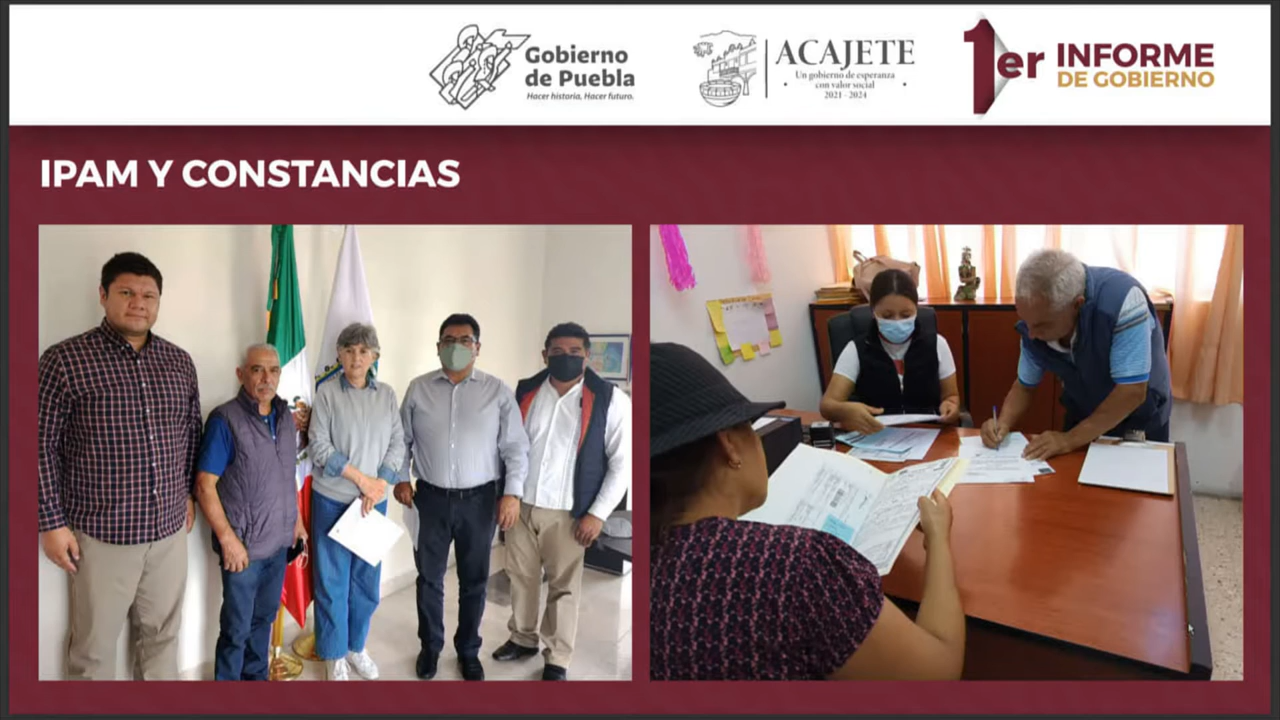 Gobierno
de Puebla
Hacer historia, Hacer futuro.
ACAJETE
Un gobierno de esperanza
con valor social
2021 - 2024
1er INFORME
DE GOBIERNO
IPAM Y CONSTANCIAS